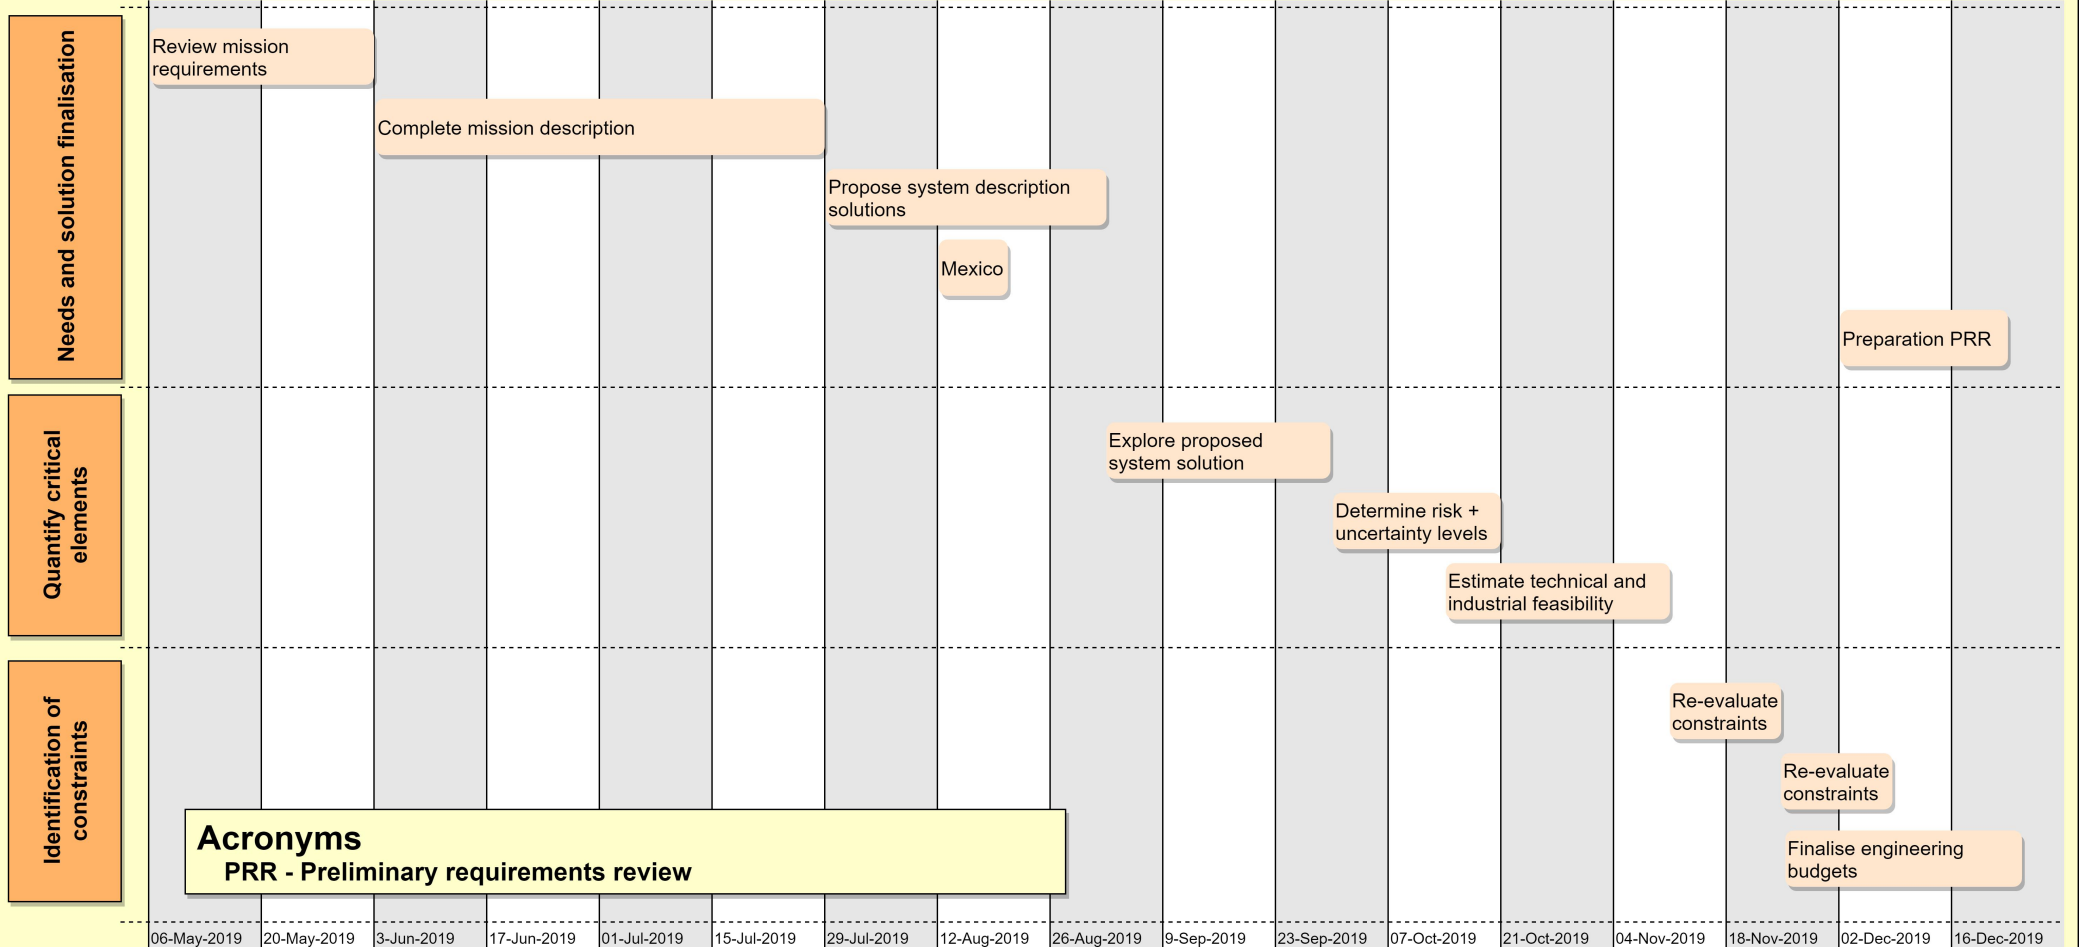 Needs and solution finalisation
Review mission
requirements
Complete mission description
Propose system description
solutions
Mexico
Preparation PRR
Quantify critical
elements
Explore proposed
system solution
Determine risk +
uncertainty levels
Estimate technical and
industrial feasibility
Identification of
constraints
Re-evaluate
constraints
Re-evaluate
constraints
Finalise engineering
budgets
Acronyms
PRR - Preliminary requirements review
06-May-2019 20-May-2019 3-Jun-2019 17-Jun-2019 01-Jul-2019 15-Jul-2019 29-Jul-2019 12-Aug-2019 26-Aug-2019 9-Sep-2019 23-Sep-2019 07-Oct-2019 21-Oct-2019 04-Nov-2019 18-Nov-2019 02-Dec-2019 16-Dec-2019